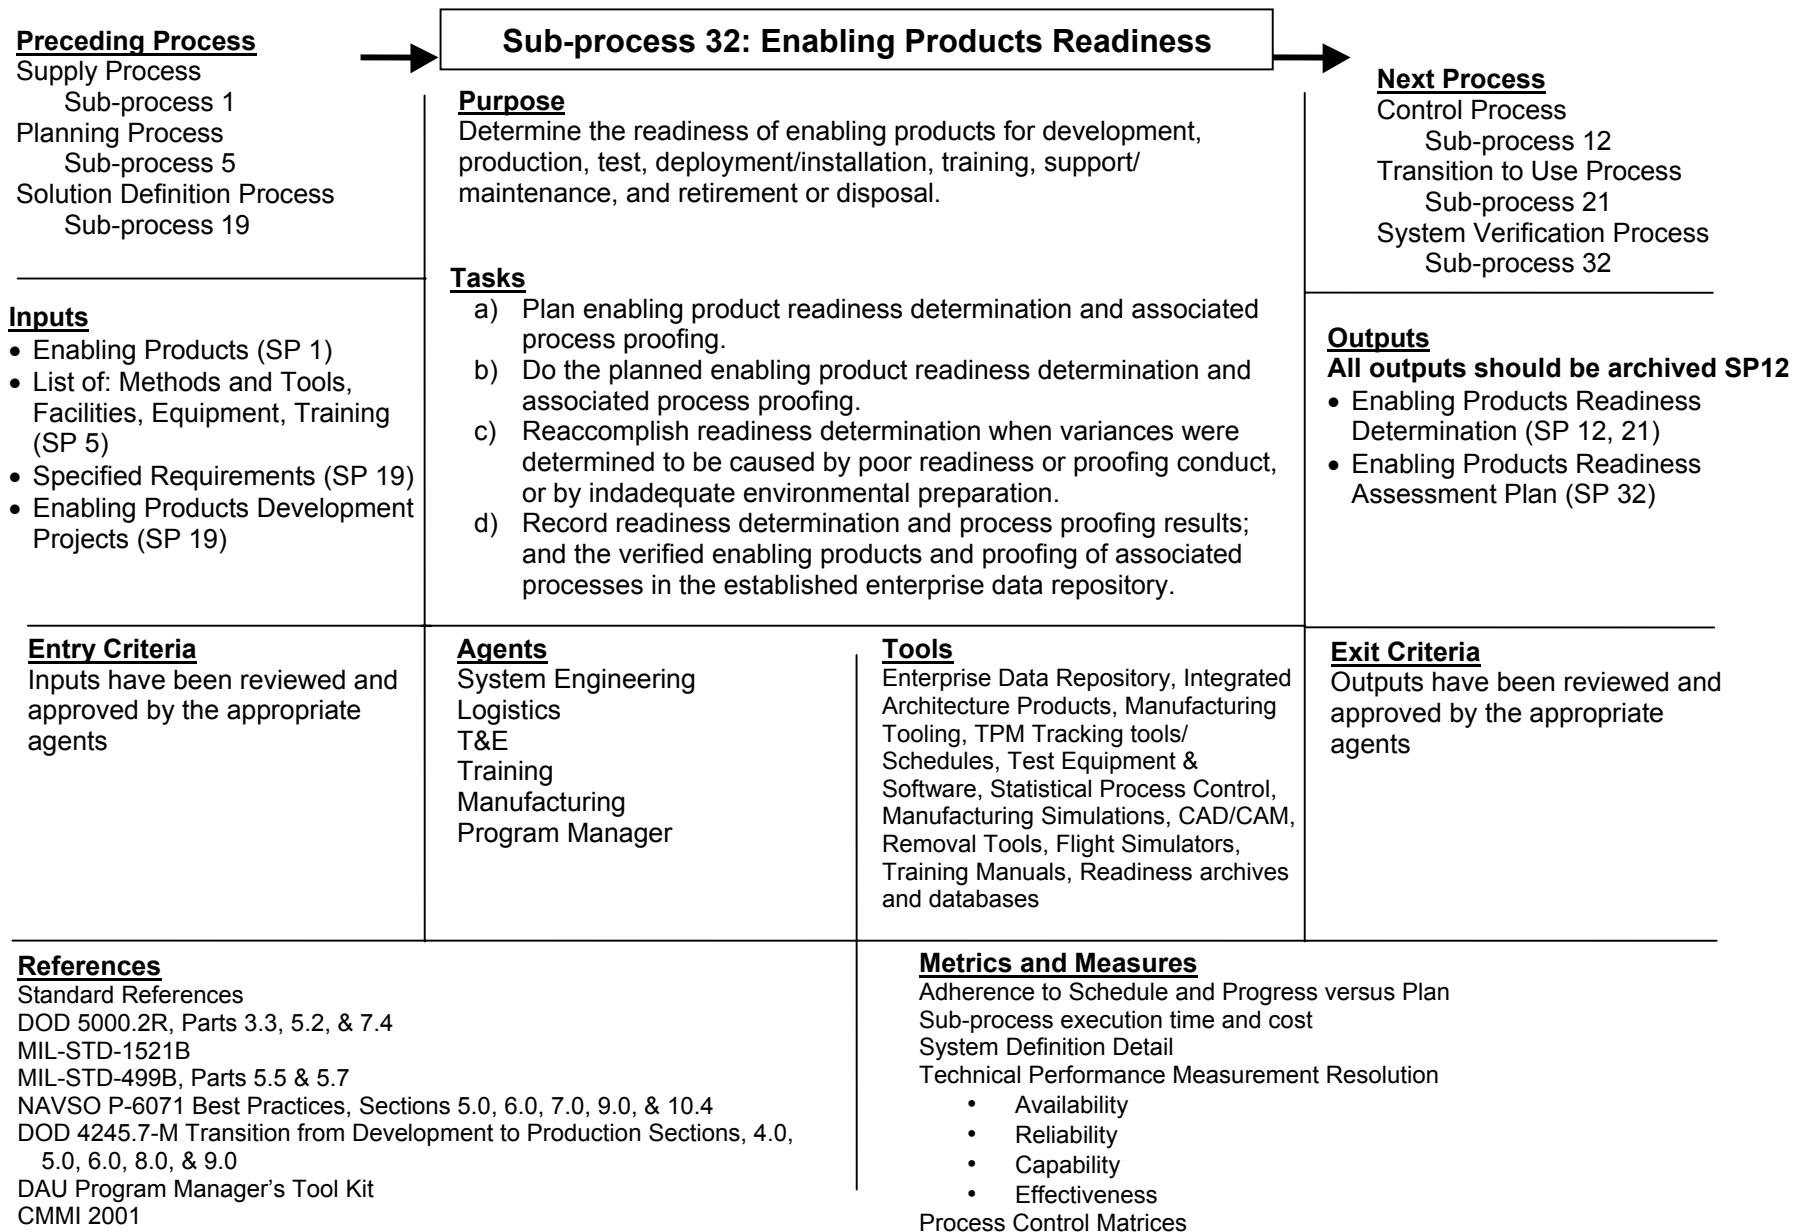 Sub-process 32: Enabling Products Readiness
Preceding Process
Supply Process
Sub-process 1
Planning Process
Sub-process 5
Solution Definition Process
Sub-process 19
Purpose
Determine the readiness of enabling products for development,
production, test, deployment/installation, training, support/
maintenance, and retirement or disposal.
Next Process
Control Process
Sub-process 12
Transition to Use Process
Sub-process 21
System Verification Process
Sub-process 32
Inputs
• Enabling Products (SP 1)
• List of: Methods and Tools,
Facilities, Equipment, Training
(SP 5)
• Specified Requirements (SP 19)
• Enabling Products Development
Projects (SP 19)
Tasks
a) Plan enabling product readiness determination and associated
process proofing.
b) Do the planned enabling product readiness determination and
associated process proofing.
c) Reaccomplish readiness determination when variances were
determined to be caused by poor readiness or proofing conduct,
or by indadequate environmental preparation.
d) Record readiness determination and process proofing results;
and the verified enabling products and proofing of associated
processes in the established enterprise data repository.
Outputs
All outputs should be archived SP12
• Enabling Products Readiness
Determination (SP 12, 21)
• Enabling Products Readiness
Assessment Plan (SP 32)
Entry Criteria
Inputs have been reviewed and
approved by the appropriate
agents
Agents
System Engineering
Logistics
T&E
Training
Manufacturing
Program Manager
Tools
Enterprise Data Repository, Integrated
Architecture Products, Manufacturing
Tooling, TPM Tracking tools/
Schedules, Test Equipment &
Software, Statistical Process Control,
Manufacturing Simulations, CAD/CAM,
Removal Tools, Flight Simulators,
Training Manuals, Readiness archives
and databases
Exit Criteria
Outputs have been reviewed and
approved by the appropriate
agents
References
Standard References
DOD 5000.2R, Parts 3.3, 5.2, & 7.4
MIL-STD-1521B
MIL-STD-499B, Parts 5.5 & 5.7
NAVSO P-6071 Best Practices, Sections 5.0, 6.0, 7.0, 9.0, & 10.4
DOD 4245.7-M Transition from Development to Production Sections, 4.0,
5.0, 6.0, 8.0, & 9.0
DAU Program Manager's Tool Kit
CMMI 2001
Metrics and Measures
Adherence to Schedule and Progress versus Plan
Sub-process execution time and cost
System Definition Detail
Technical Performance Measurement Resolution
• Availability
• Reliability
• Capability
• Effectiveness
Process Control Matrices